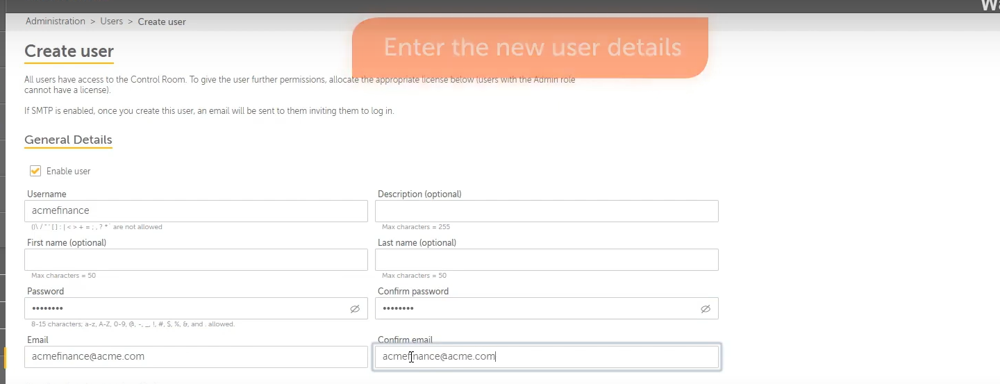 Wa
Administration > Users > Create user
Enter the new user details
Create user
All users have access to the Control Room. To give the user further permissions, allocate the appropriate license below (users with the Admin role
cannot have a license).
If SMTP is enabled, once you create this user, an email will be sent to them inviting them to log in.
General Details
Enable user
Username
Description (optional)
acmefinance
()\ / " ' [ ] : | < > + = ; , ? * ` are not allowed
Max characters = 255
First name (optional)
Last name (optional)
Max characters = 50
Max characters = 50
Password
Confirm password
••••••••
••••••••
8-15 characters; a-z, A-Z, 0-9, @, -, _, !, #, $, %, &, and . allowed.
Email
Confirm email
acmefinance@acme.com
acmefinance@acme.com